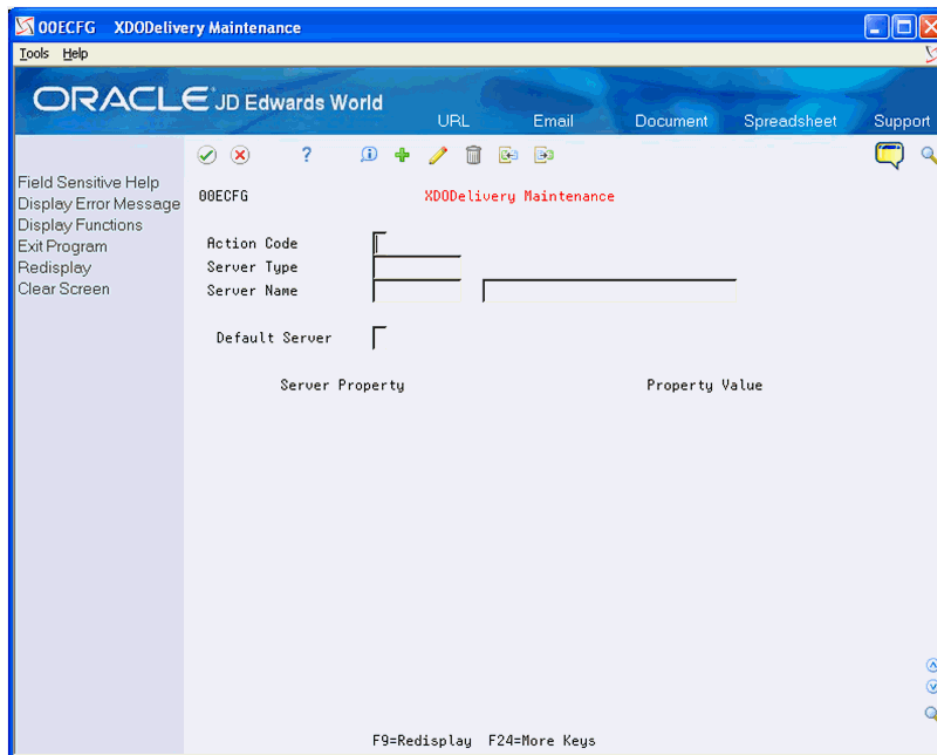 00ECFG XDODelivery Maintenance
Tools Help
ORACLE JD Edwards World
URL Email Document Spreadsheet Support
Field Sensitive Help
Display Error Message
Display Functions
Exit Program
Redisplay
Clear Screen
00ECFG XDODelivery Maintenance
Action Code
Server Type
Server Name
Default Server
Server Property Property Value
F9=Redisplay F24=More Keys